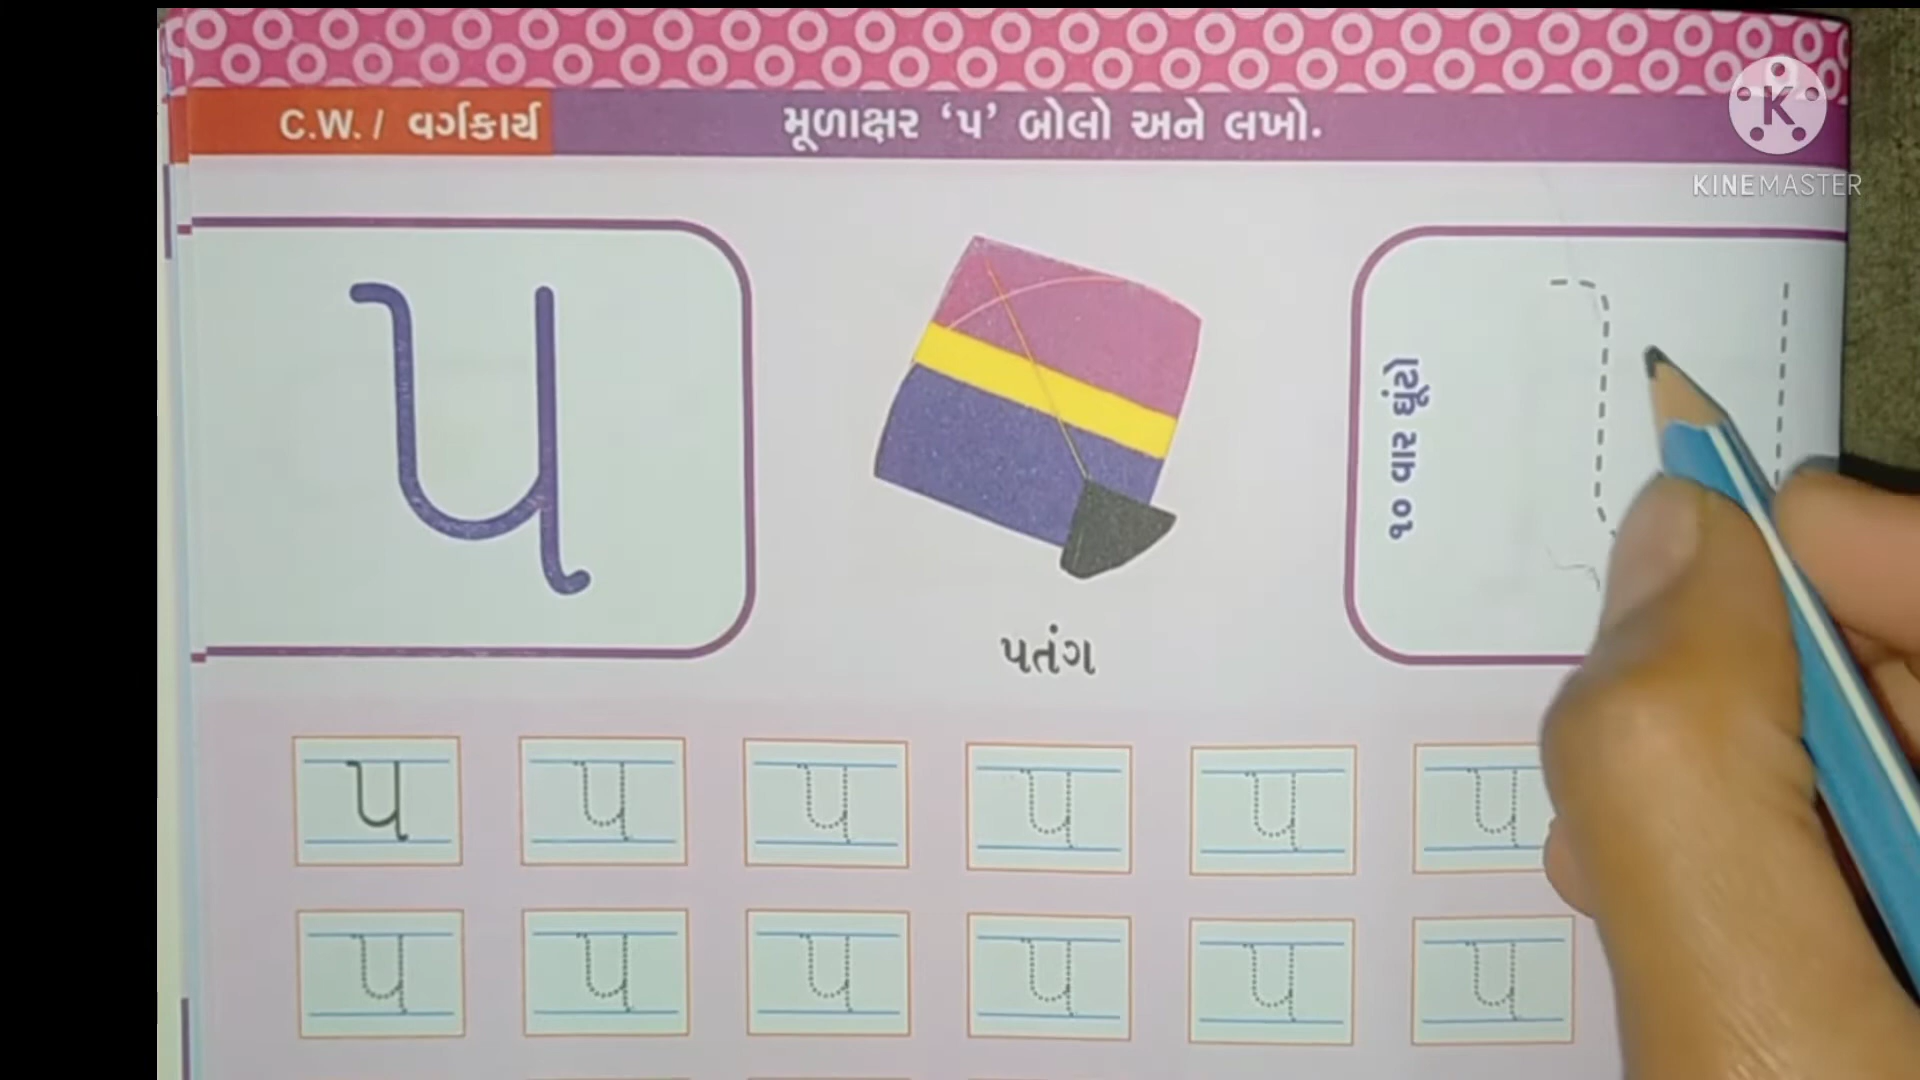 C.W. / વર્ગકાર્ય
મૂળાક્ષર ‘પ’ બોલો અને લખો.
K
KINEMASTER
પ
૧૦ વાર ઘૂંટો
પતંગ
પ પ પ પ પ પ
પ પ પ પ પ પ